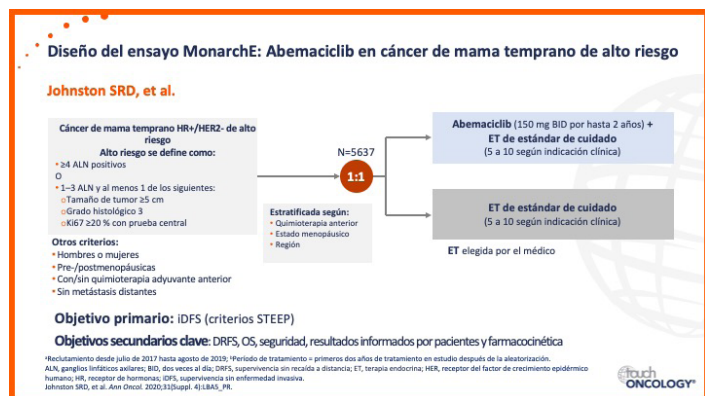 Diseño del ensayo MonarchE: Abemaciclib en cáncer de mama temprano de alto riesgo
Johnston SRD, et al.
Cáncer de mama temprano HR+/HER2- de alto
riesgo
Alto riesgo se define como:
• ≥4 ALN positivos
O
• 1–3 ALN y al menos 1 de los siguientes:
oTamaño de tumor ≥5 cm
oGrado histológico 3
oKi67 ≥20 % con prueba central
Otros criterios:
• Hombres o mujeres
• Pre-/postmenopáusicas
• Con/sin quimioterapia adyuvante anterior
• Sin metástasis distantes
N=5637
1:1
Estratificada según:
• Quimioterapia anterior
• Estado menopáusico
• Región
Abemaciclib (150 mg BID por hasta 2 años) +
ET de estándar de cuidado
(5 a 10 según indicación clínica)
ET de estándar de cuidado
(5 a 10 según indicación clínica)
ET elegida por el médico
Objetivo primario: iDFS (criterios STEEP)
Objetivos secundarios clave: DRFS, OS, seguridad, resultados informados por pacientes y farmacocinética
ᵃReclutamiento desde julio de 2017 hasta agosto de 2019; ᵇPeríodo de tratamiento = primeros dos años de tratamiento en estudio después de la aleatorización.
ALN, ganglios linfáticos axilares; BID, dos veces al día; DRFS, supervivencia sin recaída a distancia; ET, terapia endocrina; HER, receptor del factor de crecimiento epidérmico
humano; HR, receptor de hormonas; iDFS, supervivencia sin enfermedad invasiva.
Johnston SRD, et al. Ann Oncol. 2020;31(Suppl. 4):LBA5_PR.
touch
ONCOLOGY®